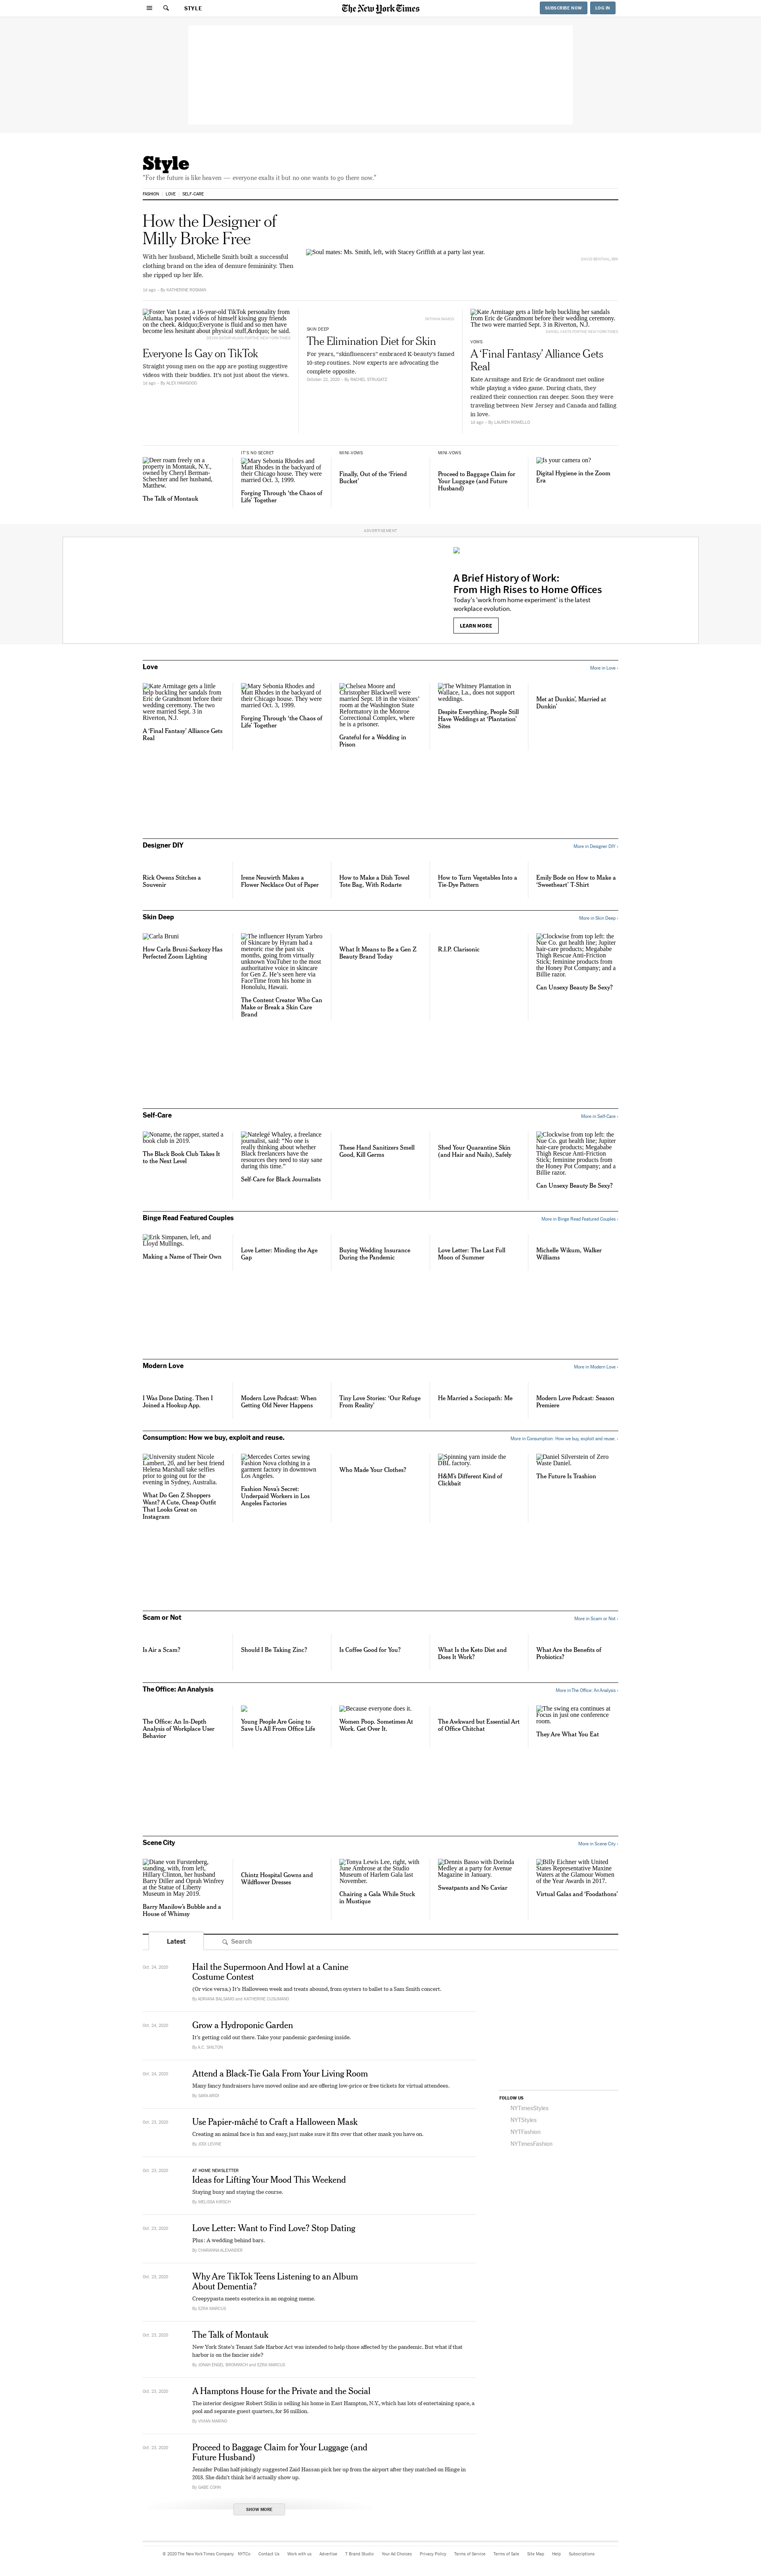 STYLE
The New York Times
SUBSCRIBE NOW
LOG IN
Style
"For the future is like heaven — everyone exalts it but no one wants to go there now."
FASHION
LOVE
SELF-CARE
How the Designer of
Milly Broke Free
With her husband, Michelle Smith built a successful
clothing brand on the idea of demure femininity. Then
she ripped up her life.
By KATHERINE ROSMAN
Soul mates: Ms. Smith, left, with Stacey Griffith at a party last year.
Foster Van Lear, a 16-year-old TikTok personality from
Atlanta, has posted videos of himself kissing guy friends
on the cheek. &ldquo;Everyone is fluid and so men have
become less hesitant about physical stuff,&rdquo; he said.
Everyone Is Gay on TikTok
Straight young men on the app are posting suggestive
videos with their buddies. It's not just about the views.
By ALEX HAWGOOD
SKIN DEEP
The Elimination Diet for Skin
For years, "skinfluencers" embraced K-beauty's famed
10-step routines. Now experts are advocating the
complete opposite.
October 22, 2020 - By RACHEL STRUGATZ
Kate Armitage gets a little help buckling her sandals
from Eric de Grandmont before their wedding ceremony.
The two were married Sept. 3 in Riverton, N.J.
VOWS
A 'Final Fantasy' Alliance Gets
Real
Kate Armitage and Eric de Grandmont met online
while playing a video game. During chats, they
realized their connection ran deeper. Soon they were
traveling between New Jersey and Canada and falling
in love.
Deer roam freely on a
property in Montauk, N.Y.,
owned by Cheryl Berman-
Schechter and her husband,
Matthew.
The Talk of Montauk
IT'S NO SECRET
Mary Sebonia Rhodes and
Matt Rhodes in the backyard of
their Chicago house. They were
married Oct. 3, 1999.
Forging Through 'the Chaos of
Life' Together
MINI-VOWS
Finally, Out of the 'Friend
Bucket'
MINI-VOWS
Proceed to Baggage Claim for
Your Luggage (and Future
Husband)
Is your camera on?
Digital Hygiene in the Zoom
Era
ADVERTISEMENT
A Brief History of Work:
From High Rises to Home Offices
Today's 'work from home experiment' is the latest
workplace evolution.
LEARN MORE
Love
More in Love ›
Kate Armitage gets a little
help buckling her sandals
from Eric de Grandmont before
their wedding ceremony. The
two were married Sept. 3 in
Riverton, N.J.
A 'Final Fantasy' Alliance Gets
Real
Mary Sebonia Rhodes and
Matt Rhodes in the backyard of
their Chicago house. They were
married Oct. 3, 1999.
Forging Through 'the Chaos of
Life' Together
Chelsea Moore and
Christopher Blackwell were
married Sept. 18 in the visitors'
room at the Washington State
Reformatory in the Monroe
Correctional Complex, where
he is a prisoner.
Grateful for a Wedding in
Prison
The Whitney Plantation in
Wallace, La., does not support
weddings.
Despite Everything, People Still
Have Weddings at 'Plantation'
Sites
Met at Dunkin', Married at
Dunkin'
Designer DIY
More in Designer DIY ›
Rick Owens Stitches a
Souvenir
Irene Neuwirth Makes a
Flower Necklace Out of Paper
How to Make a Dish Towel
Tote Bag, With Rodarte
How to Turn Vegetables Into a
Tie-Dye Pattern
Emily Bode on How to Make a
'Sweetheart' T-Shirt
Skin Deep
More in Skin Deep ›
Carla Bruni
How Carla Bruni-Sarkozy Has
Perfected Zoom Lighting
The influencer Hyram Yarbro
of Skincare by Hyram had a
meteroric rise the past six
months, going from virtually
unknown YouTuber to the most
authoritative voice in skincare
for Gen Z. He's seen here via
FaceTime from his home in
Honolulu, Hawaii.
The Content Creator Who Can
Make or Break a Skin Care
Brand
What It Means to Be a Gen Z
Beauty Brand Today
R.I.P. Clarisonic
Clockwise from top left: the
Nue Co. gut health line; Jupiter
hair-care products; Megababe
Thigh Rescue Anti-Friction
Stick; feminine products from
the Honey Pot Company; and a
Billie razor.
Can Unsexy Beauty Be Sexy?
Self-Care
More in Self-Care ›
Noname, the rapper, started a
book club in 2019.
The Black Book Club Takes It
to the Next Level
Natelegé Whaley, a freelance
journalist, said: "No one is
really thinking about whether
Black freelancers have the
resources they need to stay sane
during this time."
Self-Care for Black Journalists
These Hand Sanitizers Smell
Good, Kill Germs
Shed Your Quarantine Skin
(and Hair and Nails), Safely
Clockwise from top left: the
Nue Co. gut health line; Jupiter
hair-care products; Megababe
Thigh Rescue Anti-Friction
Stick; feminine products from
the Honey Pot Company; and a
Billie razor.
Can Unsexy Beauty Be Sexy?
Binge Read Featured Couples
More in Binge Read Featured Couples ›
Erik Simpanen, left, and
Lloyd Mullings.
Making a Name of Their Own
Love Letter: Minding the Age
Gap
Buying Wedding Insurance
During the Pandemic
Love Letter: The Last Full
Moon of Summer
Michelle Wikum, Walker
Williams
Modern Love
More in Modern Love ›
I Was Done Dating. Then I
Joined a Hookup App.
Modern Love Podcast: When
Getting Old Never Happens
Tiny Love Stories: 'Our Refuge
From Reality'
He Married a Sociopath: Me
Modern Love Podcast: Season
Premiere
Consumption: How we buy, exploit and reuse.
More in Consumption: How we buy, exploit and reuse. ›
University student Nicole
Lambert, 20, and her best friend
Helena Marshall take selfies
prior to going out for the
evening in Sydney, Australia.
What Do Gen Z Shoppers
Want? A Cute, Cheap Outfit
That Looks Great on
Instagram
Mercedes Cortes sewing
Fashion Nova clothing in a
garment factory in downtown
Los Angeles.
Fashion Nova's Secret:
Underpaid Workers in Los
Angeles Factories
Who Made Your Clothes?
Spinning yarn inside the
DBL factory.
H&M's Different Kind of
Clickbait
Daniel Silverstein of Zero
Waste Daniel.
The Future Is Trashion
Scam or Not
More in Scam or Not ›
Is Air a Scam?
Should I Be Taking Zinc?
Is Coffee Good for You?
What Is the Keto Diet and
Does It Work?
What Are the Benefits of
Probiotics?
The Office: An Analysis
More in The Office: An Analysis ›
The Office: An In-Depth
Analysis of Workplace User
Behavior
Young People Are Going to
Save Us All From Office Life
Because everyone does it.
Women Poop. Sometimes At
Work. Get Over It.
The Awkward but Essential Art
of Office Chitchat
The swing era continues at
Focus in just one conference
room.
They Are What You Eat
Scene City
More in Scene City ›
Diane von Furstenberg,
standing, with, from left,
Hillary Clinton, her husband
Barry Diller and Oprah Winfrey
at the Statue of Liberty
Museum in May 2019.
Barry Manilow's Bubble and a
House of Whimsy
Chintz Hospital Gowns and
Wildflower Dresses
Tonya Lewis Lee, right, with
June Ambrose at the Studio
Museum of Harlem Gala last
November.
Chairing a Gala While Stuck
in Mustique
Dennis Basso with Dorinda
Medley at a party for Avenue
Magazine in January.
Sweatpants and No Caviar
Billy Eichner with United
States Representative Maxine
Waters at the Glamour Women
of the Year Awards in 2017.
Virtual Galas and 'Foodathons'
Latest
Search
Oct. 24, 2020
Hail the Supermoon And Howl at a Canine
Costume Contest
(Or vice versa.) It's Halloween week and treats abound, from oysters to ballet to a Sam Smith concert.
By ADRIANA BALSAMO and KATHERINE CUSUMANO
Oct. 24, 2020
Grow a Hydroponic Garden
It's getting cold out there. Take your pandemic gardening inside.
By A.C. SHILTON
Oct. 24, 2020
Attend a Black-Tie Gala From Your Living Room
Many fancy fundraisers have moved online and are offering low-price or free tickets for virtual attendees.
By SARA ARIDI
Oct. 23, 2020
Use Papier-mâché to Craft a Halloween Mask
Creating an animal face is fun and easy, just make sure it fits over that other mask you have on.
By JODI LEVINE
Oct. 23, 2020
AT HOME NEWSLETTER
Ideas for Lifting Your Mood This Weekend
Staying busy and staying the course.
By MELISSA KIRSCH
Oct. 23, 2020
Love Letter: Want to Find Love? Stop Dating
Plus: A wedding behind bars.
By CHARANNA ALEXANDER
Oct. 23, 2020
Why Are TikTok Teens Listening to an Album
About Dementia?
Creepypasta meets esoterica in an ongoing meme.
By EZRA MARCUS
Oct. 23, 2020
The Talk of Montauk
New York State's Tenant Safe Harbor Act was intended to help those affected by the pandemic. But what if that
harbor is on the fancier side?
By JONAH ENGEL BROMWICH and EZRA MARCUS
Oct. 23, 2020
A Hamptons House for the Private and the Social
The interior designer Robert Stilin is selling his home in East Hampton, N.Y., which has lots of entertaining space, a
pool and separate guest quarters, for $6 million.
By VIVIAN MARINO
Oct. 23, 2020
Proceed to Baggage Claim for Your Luggage (and
Future Husband)
Jennifer Pollan half-jokingly suggested Zaid Hassan pick her up from the airport after they matched on Hinge in
2018. She didn't think he'd actually show up.
By GABE COHN
SHOW MORE
FOLLOW US
NYTimesStyles
NYTStyles
NYTFashion
NYTimesFashion
© 2020 The New York Times Company
NYTCo
Contact Us
Work with us
Advertise
T Brand Studio
Your Ad Choices
Privacy Policy
Terms of Service
Terms of Sale
Site Map
Help
Subscriptions